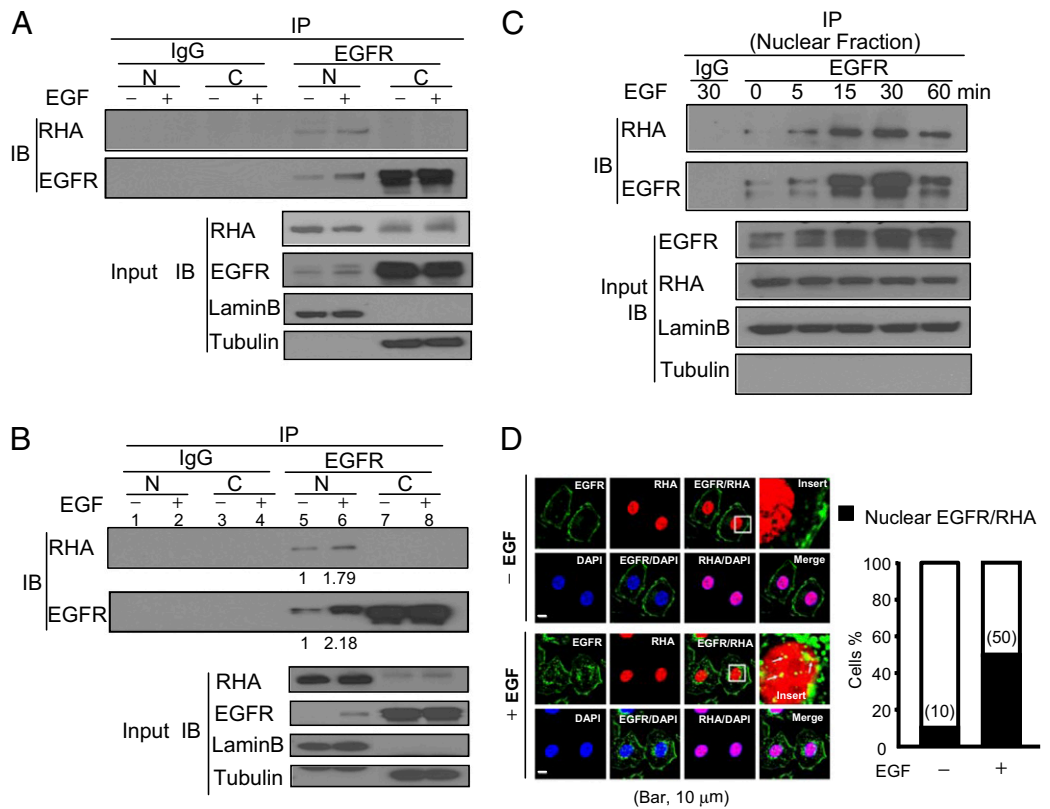 A
IP
IgG
EGFR
N
C
N
C
EGF
− + − + − + − +
IB
RHA
EGFR
Input IB
RHA
EGFR
LaminB
Tubulin
B
IP
IgG
EGFR
N
C
N
C
EGF
− + − + − + − +
1 2 3 4 5 6 7 8
IB
RHA
1 1.79
EGFR
1 2.18
Input IB
RHA
EGFR
LaminB
Tubulin
C
IP
(Nuclear Fraction)
IgG
EGFR
EGF
30 0 5 15 30 60 min
IB
RHA
EGFR
Input
IB
EGFR
RHA
LaminB
Tubulin
D
− EGF
EGFR
RHA
EGFR/RHA
Insert
DAPI
EGFR/DAPI
RHA/DAPI
Merge
+ EGF
EGFR
RHA
EGFR/RHA
Insert
DAPI
EGFR/DAPI
RHA/DAPI
Merge
(Bar, 10 μm)
Nuclear EGFR/RHA
Cells %
100
80
60
40
20
0
(10)
(50)
EGF − +